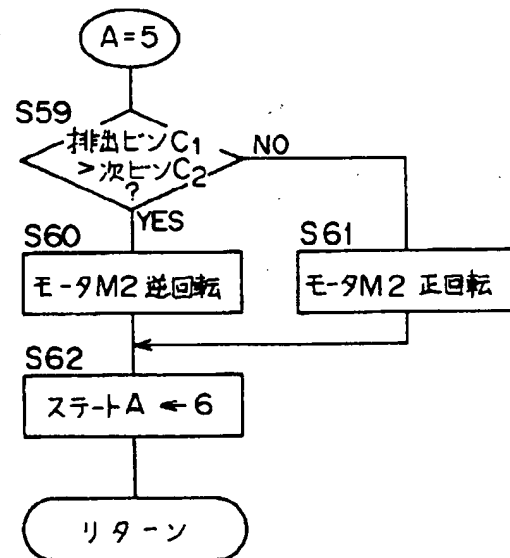 A=5
S59
排出ビンC1
>次ビンC2
?
NO
YES
S60
S61
モータM2 逆回転
モータM2 正回転
S62
ステートA ←6
リターン